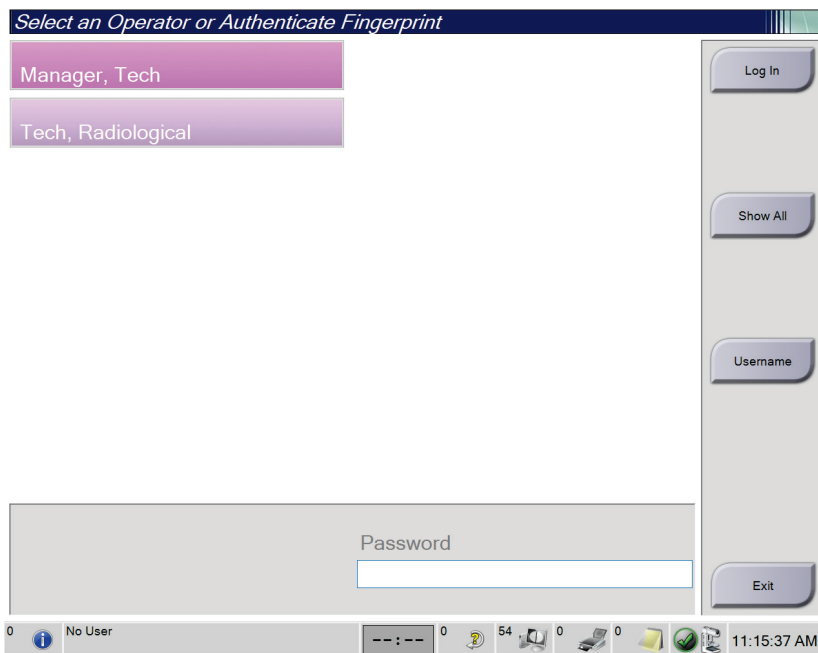 Select an Operator or Authenticate Fingerprint
Manager, Tech
Tech, Radiological
Log In
Show All
Username
Exit
Password
0 No User --:-- 0 54 0 0 11:15:37 AM